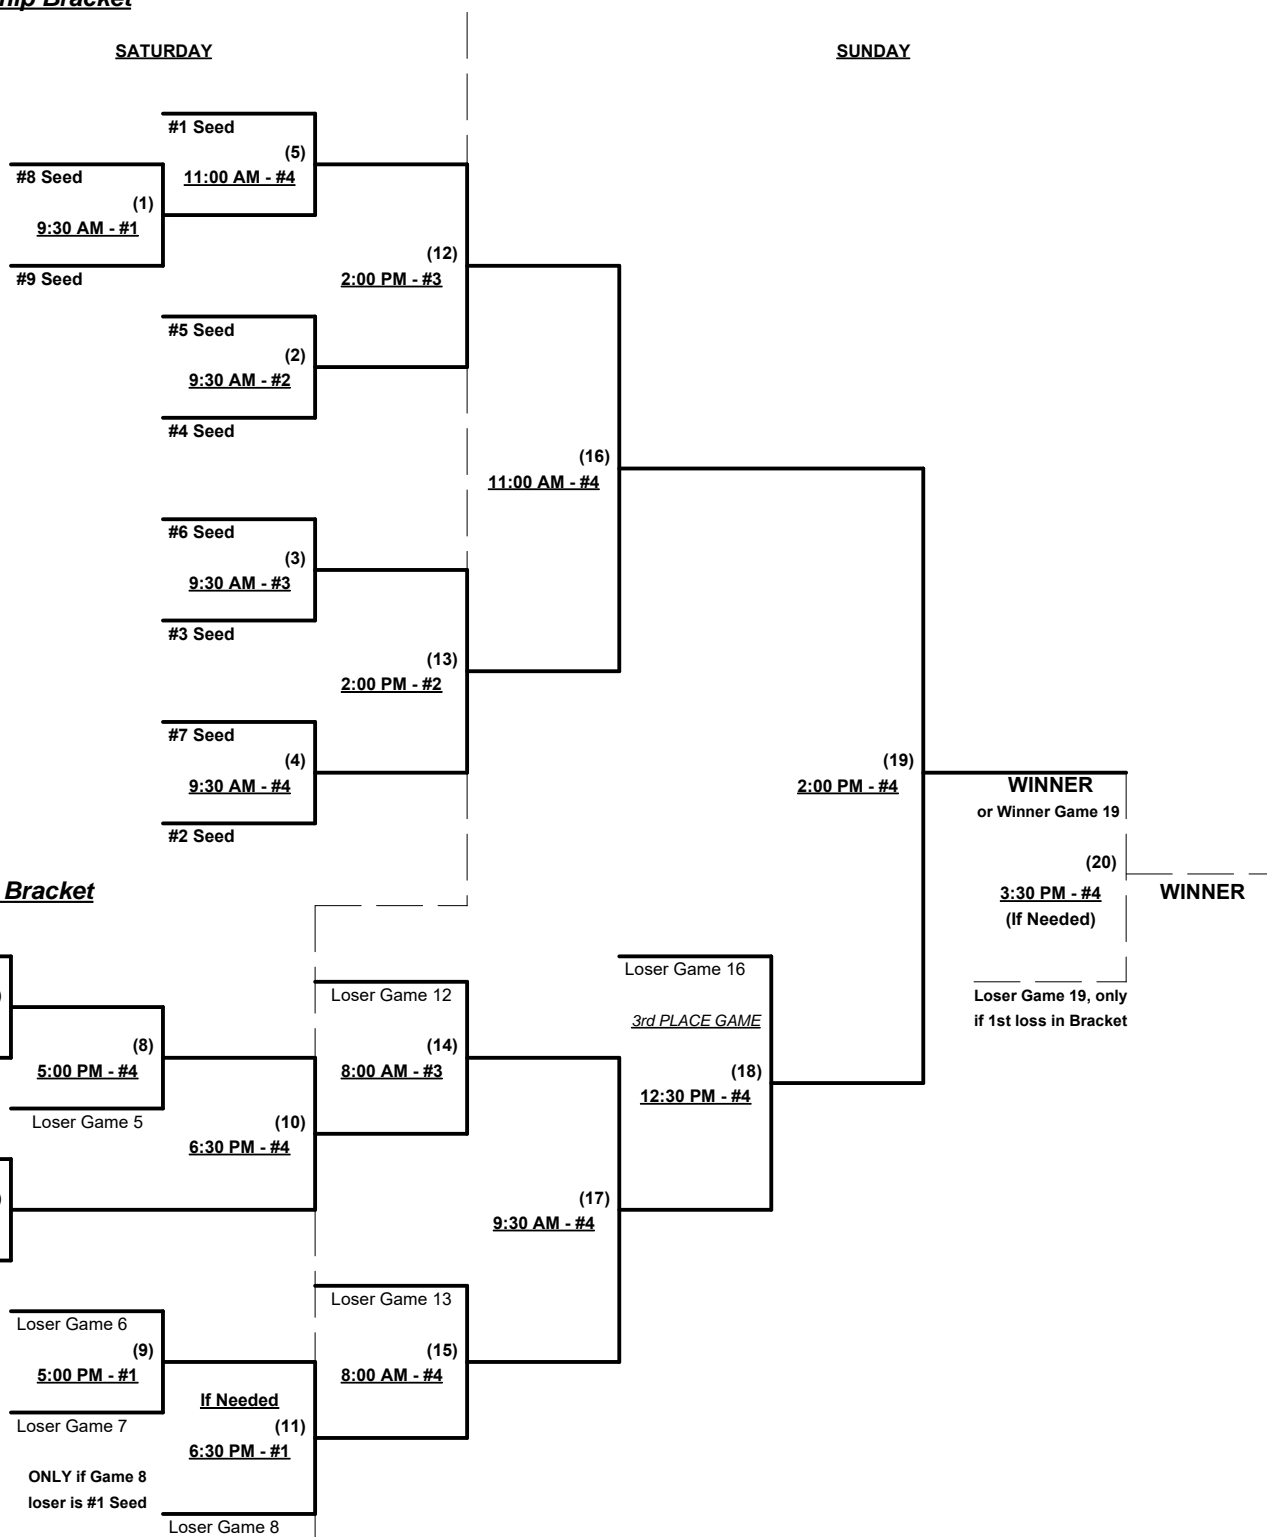 hip Bracket
SATURDAY
SUNDAY
#1 Seed
(5)
#8 Seed
11:00 AM - #4
(1)
9:30 AM - #1
(12)
#9 Seed
2:00 PM - #3
#5 Seed
(2)
9:30 AM - #2
#4 Seed
(16)
11:00 AM - #4
#6 Seed
(3)
9:30 AM - #3
#3 Seed
(13)
2:00 PM - #2
#7 Seed
(4)
(19)
9:30 AM - #4
2:00 PM - #4
WINNER
or Winner Game 19
#2 Seed
(20)
Bracket
3:30 PM - #4
WINNER
(If Needed)
Loser Game 16
Loser Game 12
Loser Game 19, only
3rd PLACE GAME
if 1st loss in Bracket
(8)
(14)
5:00 PM - #4
8:00 AM - #3
(18)
12:30 PM - #4
Loser Game 5
(10)
6:30 PM - #4
(17)
9:30 AM - #4
Loser Game 13
Loser Game 6
(9)
(15)
5:00 PM - #1
8:00 AM - #4
If Needed
Loser Game 7
(11)
6:30 PM - #1
ONLY if Game 8
loser is #1 Seed
Loser Game 8